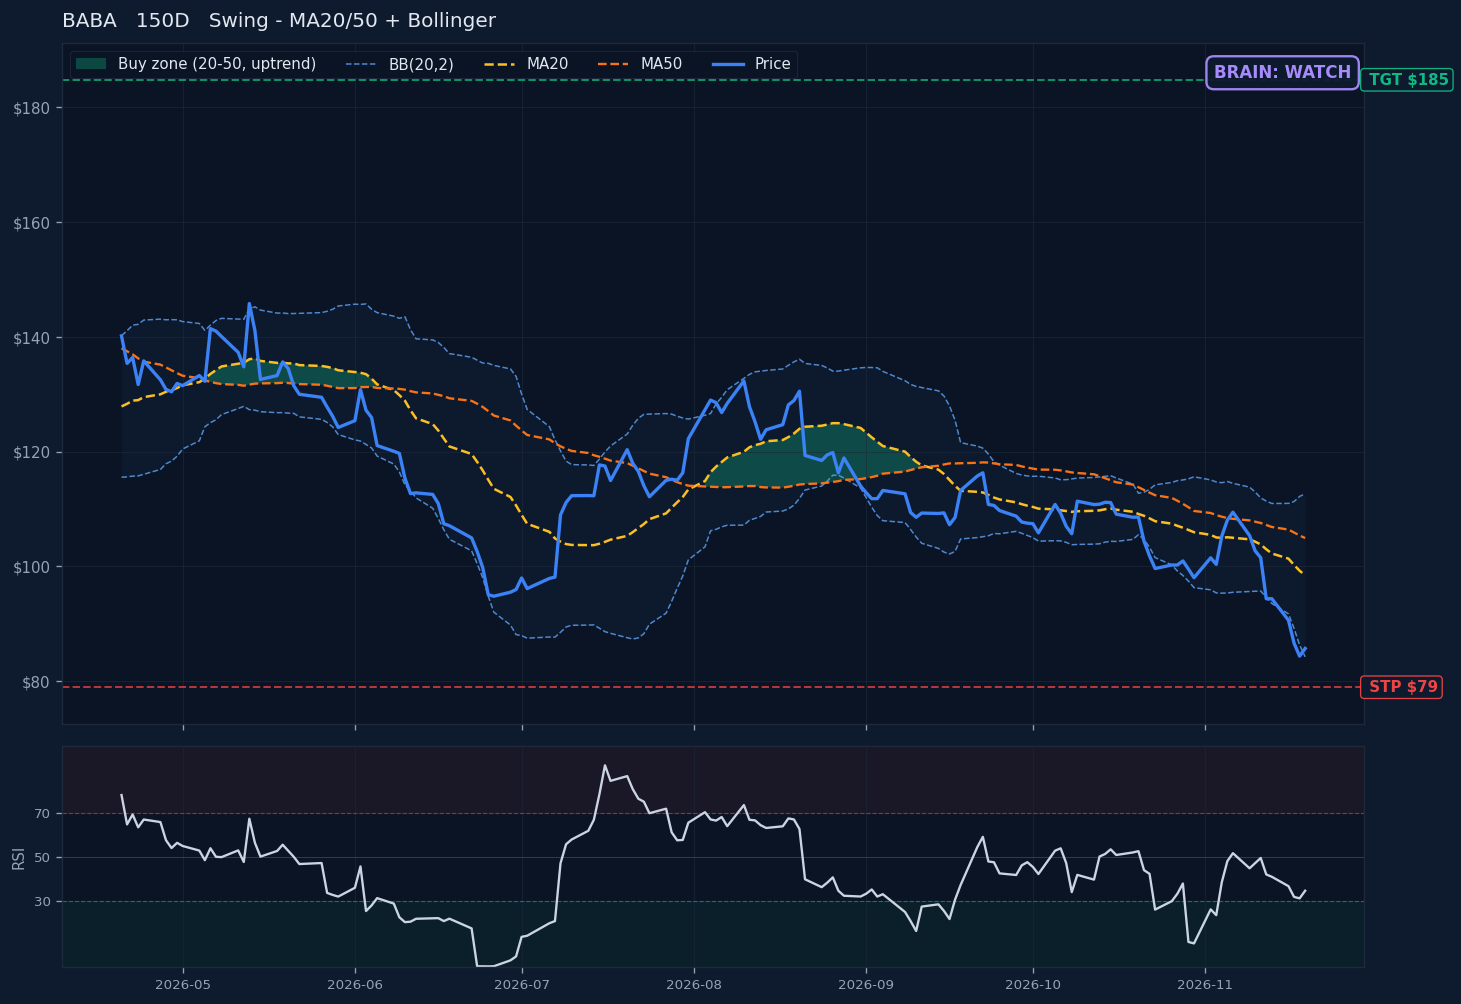 BABA   150D   Swing - MA20/50 + Bollinger
Buy zone (20-50, uptrend)   BB(20,2)   MA20   MA50   Price
BRAIN: WATCH
TGT $185
$180
$160
$140
$120
$100
$80
STP $79
70
50
30
RSI
2026-05   2026-06   2026-07   2026-08   2026-09   2026-10   2026-11